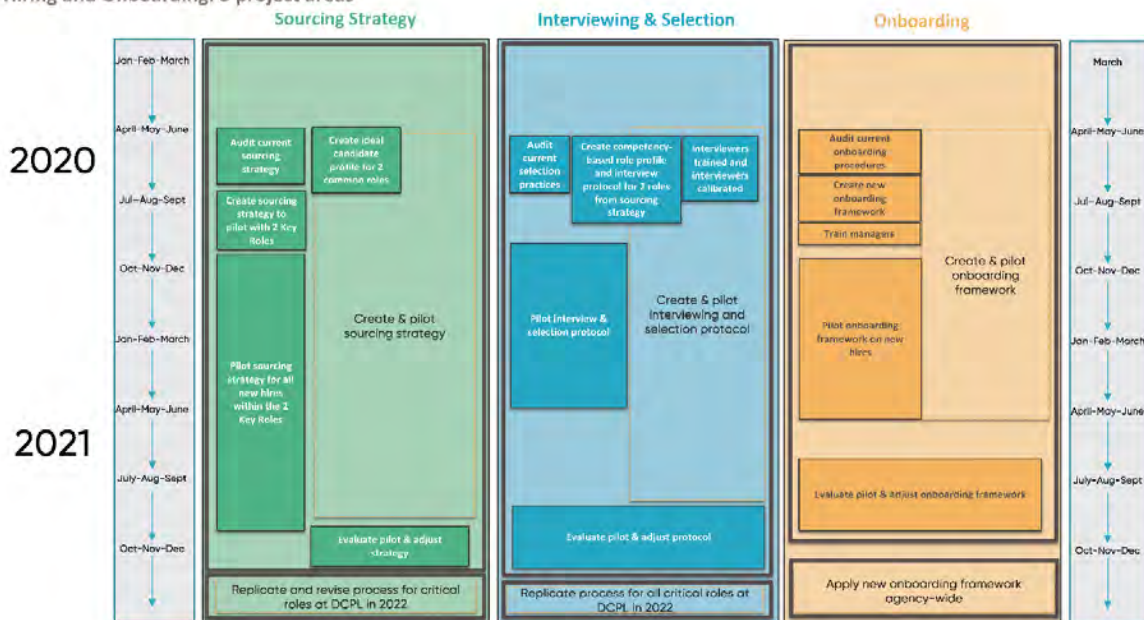 Hiring and Onboarding: 3 project areas
Sourcing Strategy
Interviewing & Selection
Onboarding
2020
2021
Jan-Feb-March
April-May-June
Jul-Aug-Sept
Oct-Nov-Dec
Jan-Feb-March
April-May-June
July-Aug-Sept
Oct-Nov-Dec
Audit current
sourcing
strategy
Create ideal
candidate
profile for 2
common roles
Create sourcing
strategy to
pilot with 2 Key
Roles
Pilot sourcing
strategy for all
new hires
within the 2
Key Roles
Create & pilot
sourcing strategy
Evaluate pilot & adjust
strategy
Replicate and revise process for critical
roles at DCPL in 2022
Audit
current
selection
practices
Create competency-
based role profile
and interview
protocol for 2 roles
from sourcing
strategy
Interviewers
trained and
interviewers
calibrated
Pilot interview &
selection protocol
Create & pilot
interviewing and
selection protocol
Evaluate pilot & adjust protocol
Replicate process for all critical roles at
DCPL in 2022
Audit current
onboarding
procedures
Create new
onboarding
framework
Train managers
Pilot onboarding
framework on new
hires
Create & pilot
onboarding
framework
Evaluate pilot & adjust onboarding framework
Apply new onboarding framework
agency-wide
March
April-May-June
Jul-Aug-Sept
Oct-Nov-Dec
Jan-Feb-March
April-May-June
July-Aug-Sept
Oct-Nov-Dec